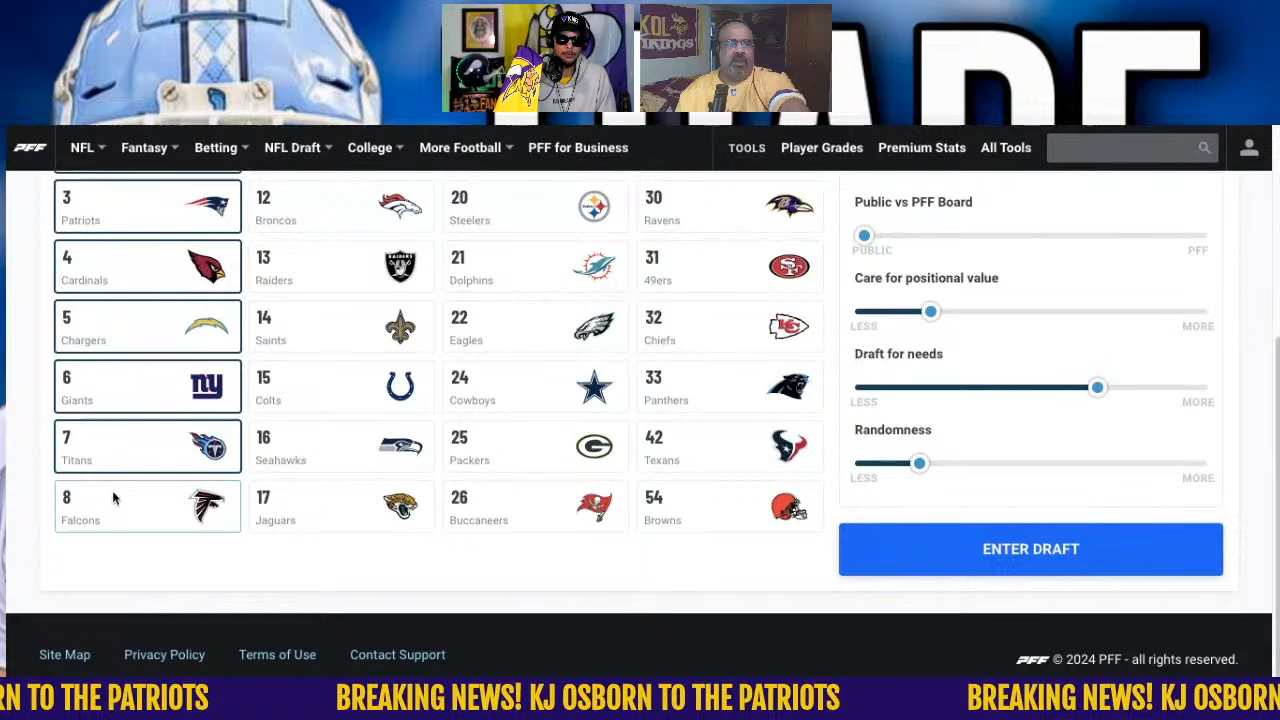 KOL
VIKINGS
PFF
NFL
Fantasy
Betting
NFL Draft
College
More Football
PFF for Business
TOOLS
Player Grades
Premium Stats
All Tools
3
Patriots
12
Broncos
20
Steelers
30
Ravens
4
Cardinals
13
Raiders
21
Dolphins
31
49ers
5
Chargers
14
Saints
22
Eagles
32
Chiefs
6
Giants
15
Colts
24
Cowboys
33
Panthers
7
Titans
16
Seahawks
25
Packers
42
Texans
8
Falcons
17
Jaguars
26
Buccaneers
54
Browns
Public vs PFF Board
PUBLIC PFF
Care for positional value
LESS MORE
Draft for needs
LESS MORE
Randomness
LESS MORE
ENTER DRAFT
Site Map
Privacy Policy
Terms of Use
Contact Support
PFF © 2024 PFF - all rights reserved.
RN TO THE PATRIOTS BREAKING NEWS! KJ OSBORN TO THE PATRIOTS BREAKING NEWS! KJ OSBORN